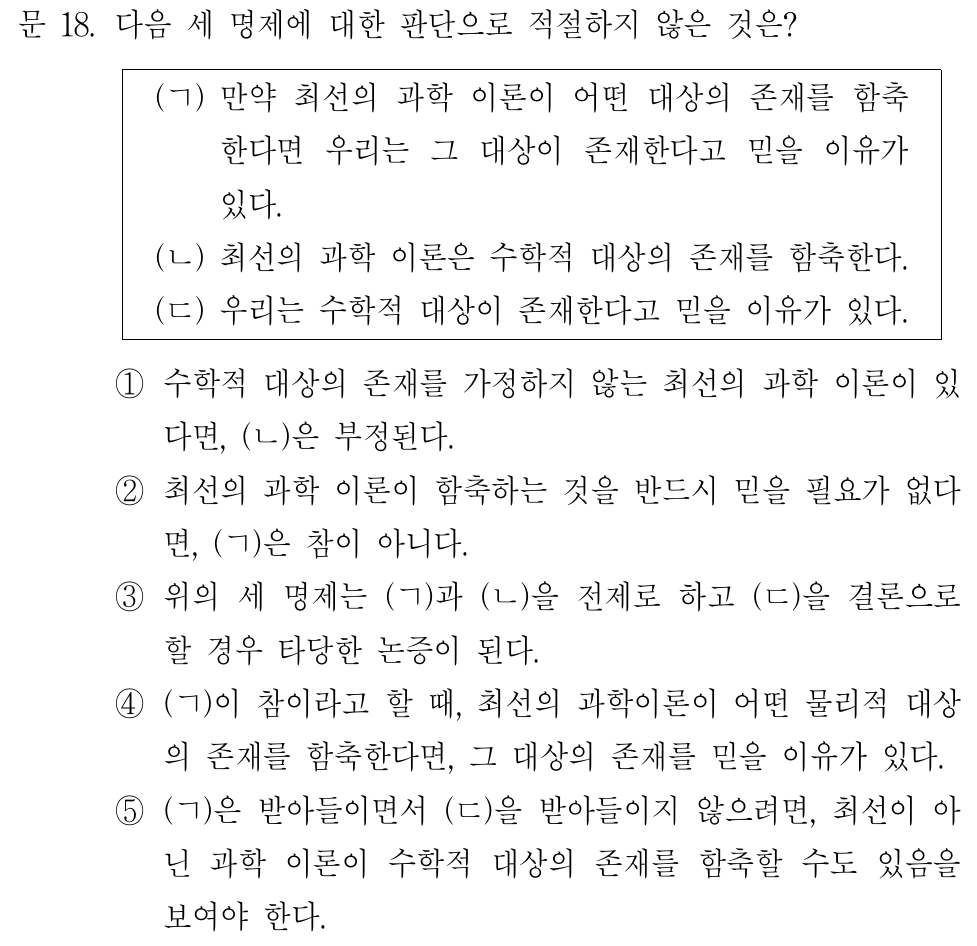 문 18. 다음 세 명제에 대한 판단으로 적절하지 않은 것은?
(ㄱ) 만약 최선의 과학 이론이 어떤 대상의 존재를 함축
한다면 우리는 그 대상이 존재한다고 믿을 이유가
있다.
(ㄴ) 최선의 과학 이론은 수학적 대상의 존재를 함축한다.
(ㄷ) 우리는 수학적 대상이 존재한다고 믿을 이유가 있다.
① 수학적 대상의 존재를 가정하지 않는 최선의 과학 이론이 있
다면, (ㄴ)은 부정된다.
② 최선의 과학 이론이 함축하는 것을 반드시 믿을 필요가 없다
면, (ㄱ)은 참이 아니다.
③ 위의 세 명제는 (ㄱ)과 (ㄴ)을 전제로 하고 (ㄷ)을 결론으로
할 경우 타당한 논증이 된다.
④ (ㄱ)이 참이라고 할 때, 최선의 과학이론이 어떤 물리적 대상
의 존재를 함축한다면, 그 대상의 존재를 믿을 이유가 있다.
⑤ (ㄱ)은 받아들이면서 (ㄷ)을 받아들이지 않으려면, 최선이 아
닌 과학 이론이 수학적 대상의 존재를 함축할 수도 있음을
보여야 한다.